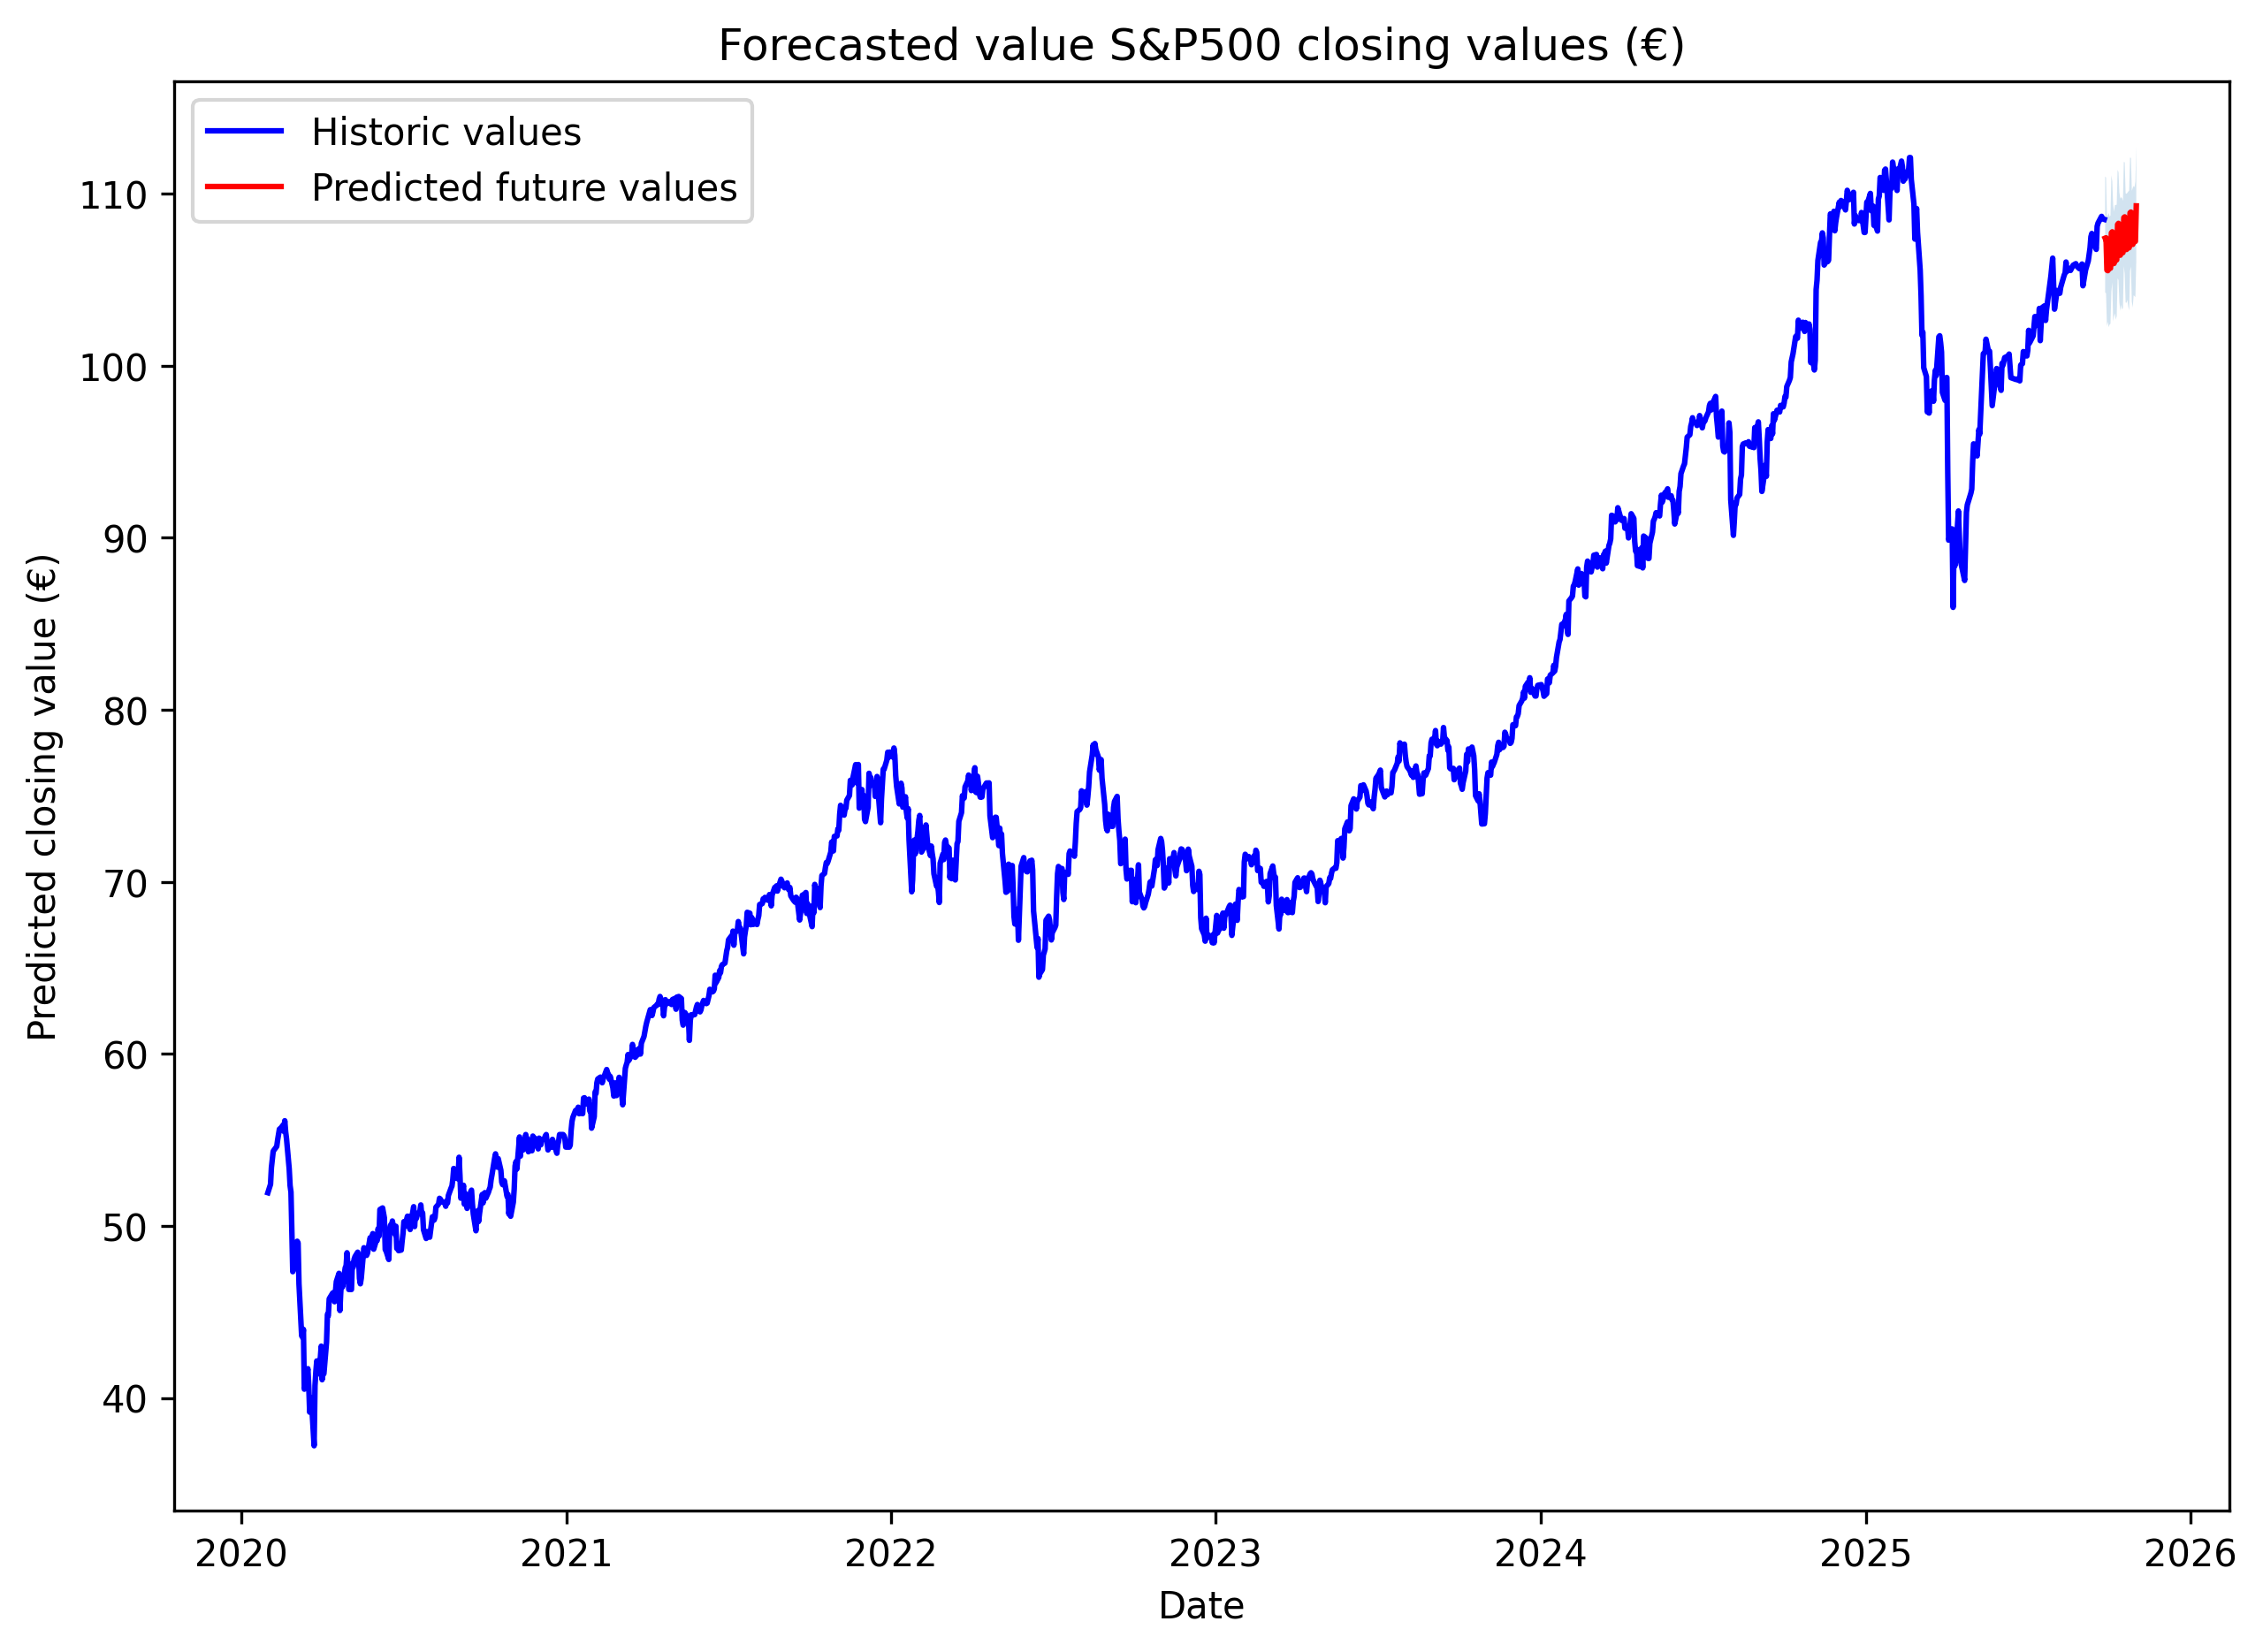 Forecasted value S&P500 closing values (€)
Historic values
Predicted future values
Predicted closing value (€)
110
100
90
80
70
60
50
40
2020 2021 2022 2023 2024 2025 2026
Date